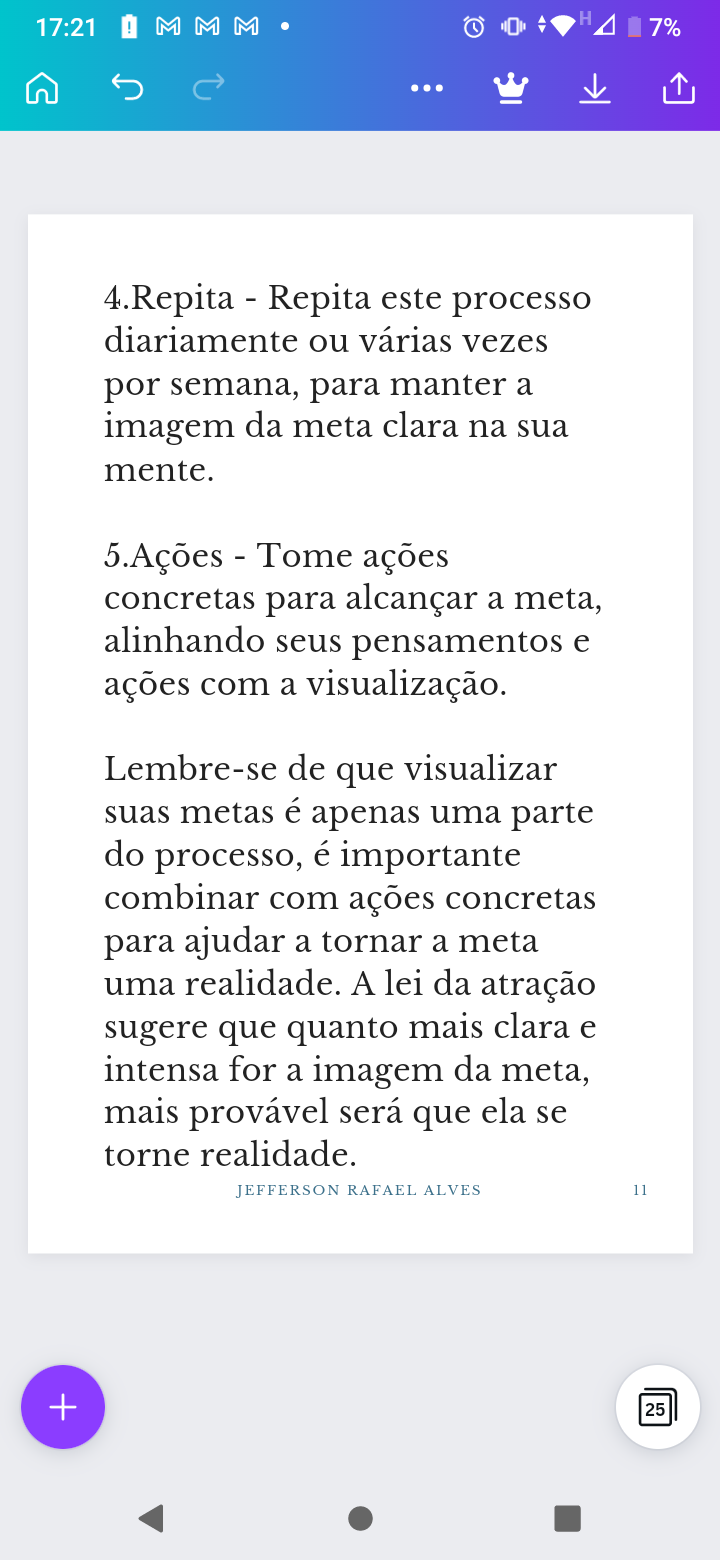 17:21
H
7%
4.Repita - Repita este processo
diariamente ou várias vezes
por semana, para manter a
imagem da meta clara na sua
mente.
5.Ações - Tome ações
concretas para alcançar a meta,
alinhando seus pensamentos e
ações com a visualização.
Lembre-se de que visualizar
suas metas é apenas uma parte
do processo, é importante
combinar com ações concretas
para ajudar a tornar a meta
uma realidade. A lei da atração
sugere que quanto mais clara e
intensa for a imagem da meta,
mais provável será que ela se
torne realidade.
JEFFERSON RAFAEL ALVES 11
25